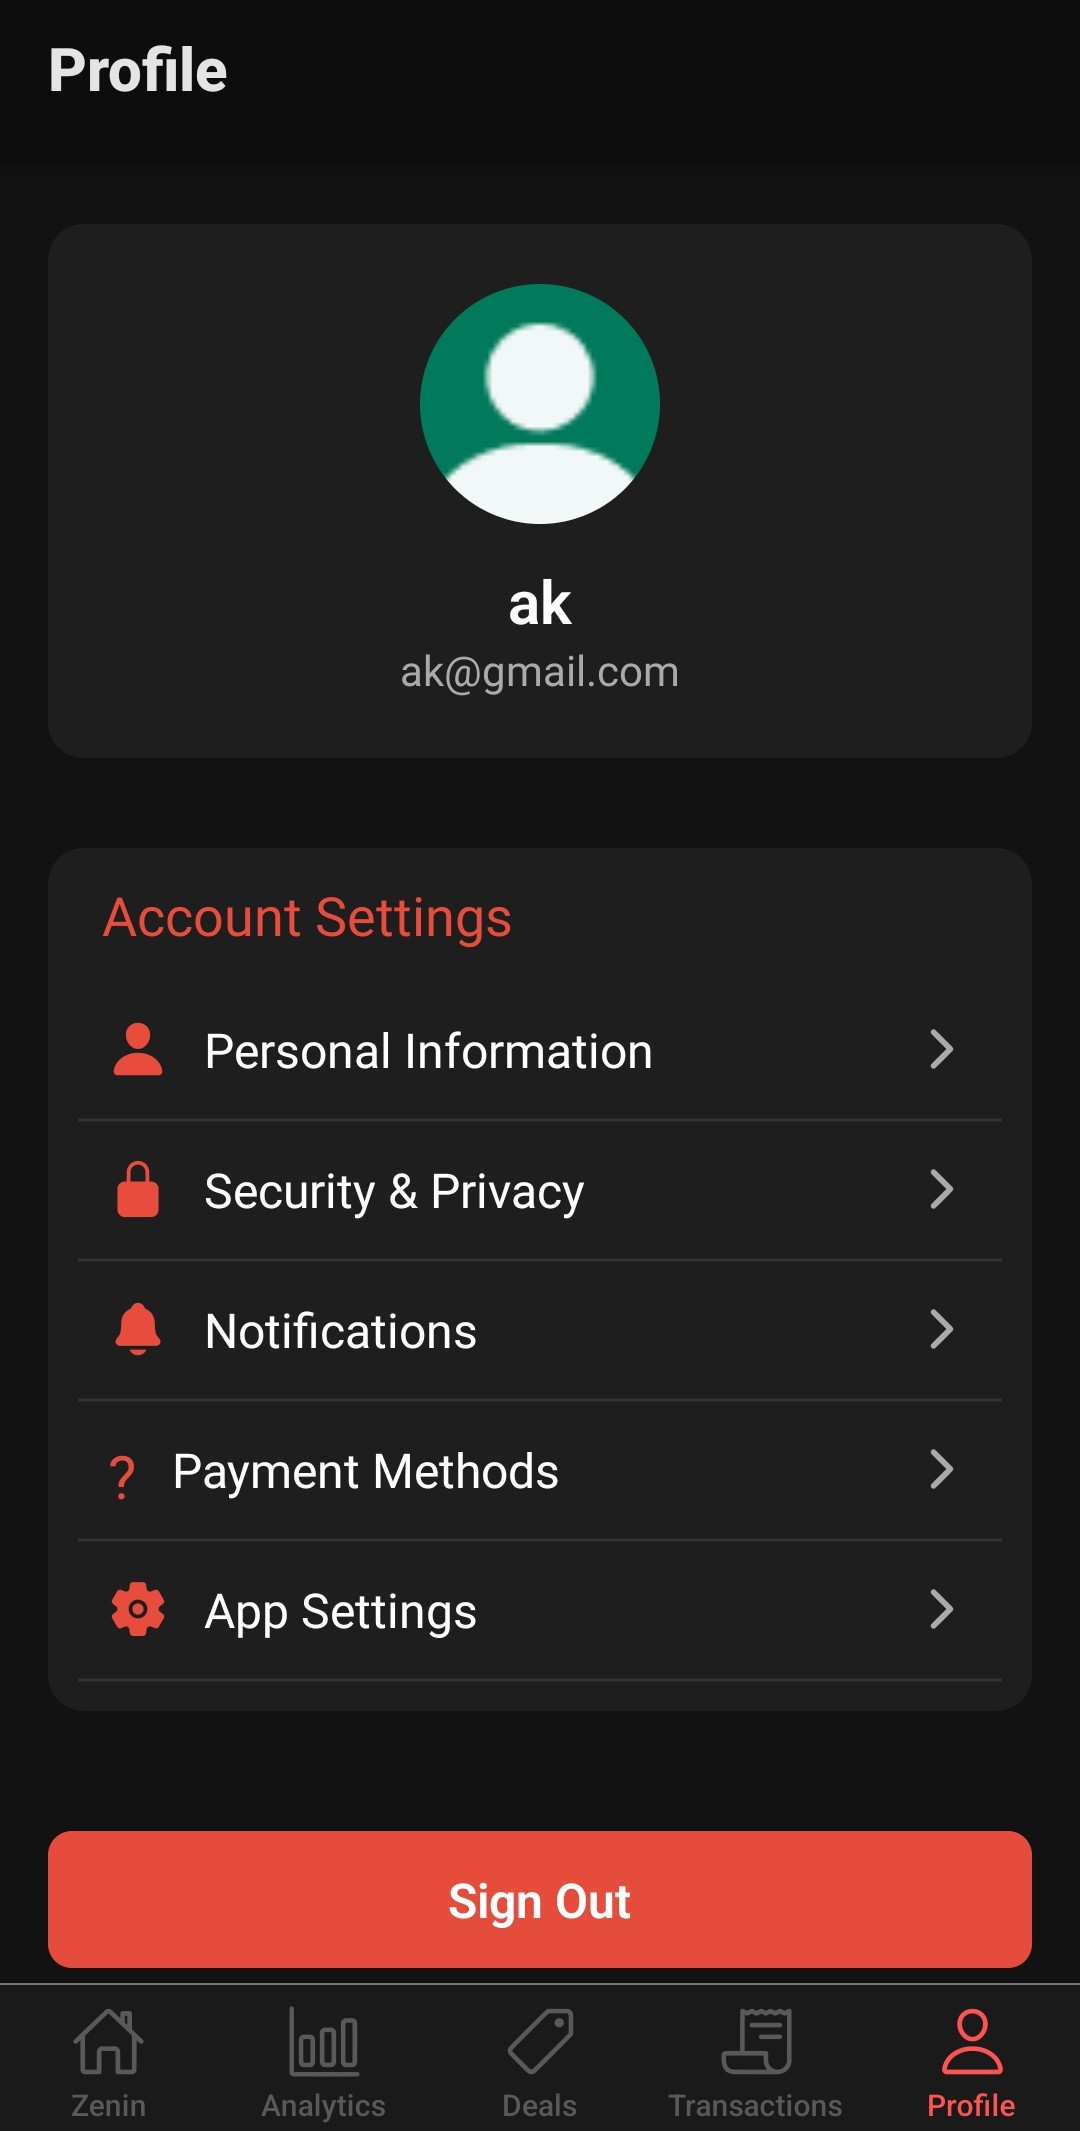 Profile
ak
ak@gmail.com
Account Settings
Personal Information
Security & Privacy
Notifications
? Payment Methods
App Settings
Sign Out
Zenin Analytics Deals Transactions Profile